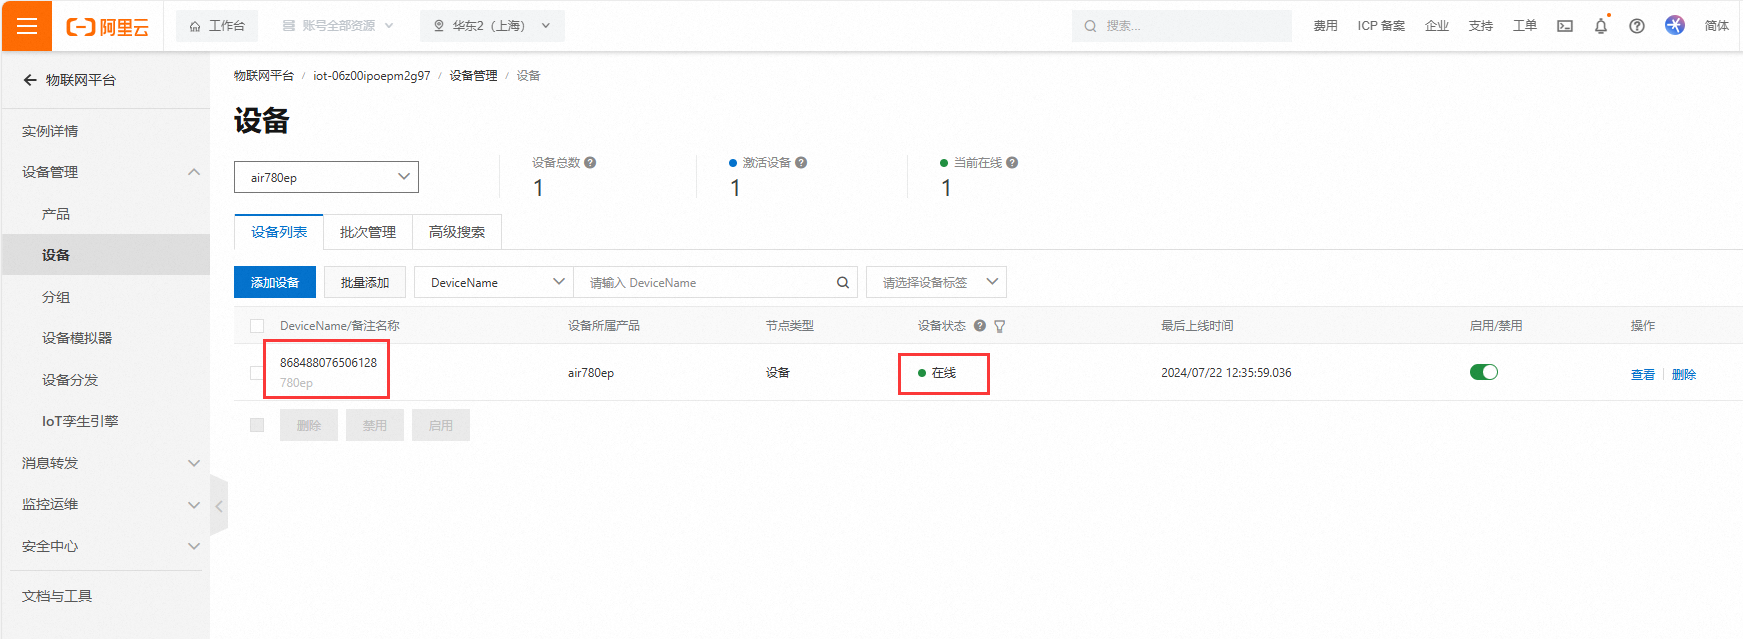 阿里云
工作台
账号全部资源
华东2（上海）
搜索...
费用
ICP 备案
企业
支持
工单
简体
物联网平台
实例详情
设备管理
产品
设备
分组
设备模拟器
设备分发
IoT孪生引擎
消息转发
监控运维
安全中心
文档与工具
物联网平台 / iot-06z00ipoepm2g97 / 设备管理 / 设备
设备
air780ep
设备总数
1
激活设备
1
当前在线
1
设备列表
批次管理
高级搜索
添加设备
批量添加
DeviceName
请输入 DeviceName
请选择设备标签
DeviceName/备注名称
设备所属产品
节点类型
设备状态
最后上线时间
启用/禁用
操作
868488076506128
780ep
air780ep
设备
在线
2024/07/22 12:35:59.036
查看
删除
删除
禁用
启用